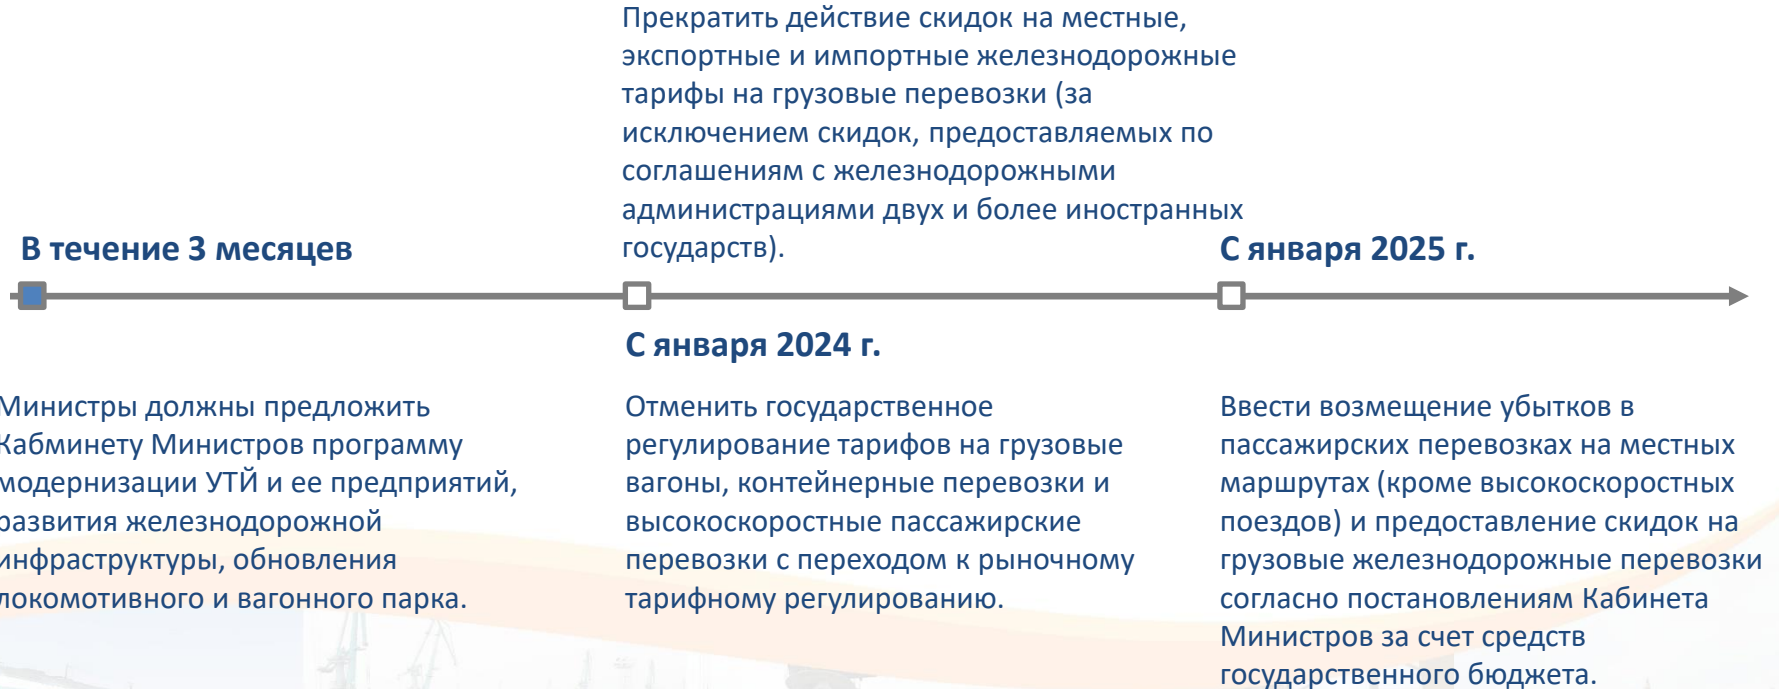 Прекратить действие скидок на местные,
экспортные и импортные железнодорожные
тарифы на грузовые перевозки (за
исключением скидок, предоставляемых по
соглашениям с железнодорожными
администрациями двух и более иностранных
государств).
В течение 3 месяцев
С января 2025 г.
С января 2024 г.
Министры должны предложить
Кабминету Министров программу
модернизации УТЙ и ее предприятий,
развития железнодорожной
инфраструктуры, обновления
локомотивного и вагонного парка.
Отменить государственное
регулирование тарифов на грузовые
вагоны, контейнерные перевозки и
высокоскоростные пассажирские
перевозки с переходом к рыночному
тарифному регулированию.
Ввести возмещение убытков в
пассажирских перевозках на местных
маршрутах (кроме высокоскоростных
поездов) и предоставление скидок на
грузовые железнодорожные перевозки
согласно постановлениям Кабинета
Министров за счет средств
государственного бюджета.